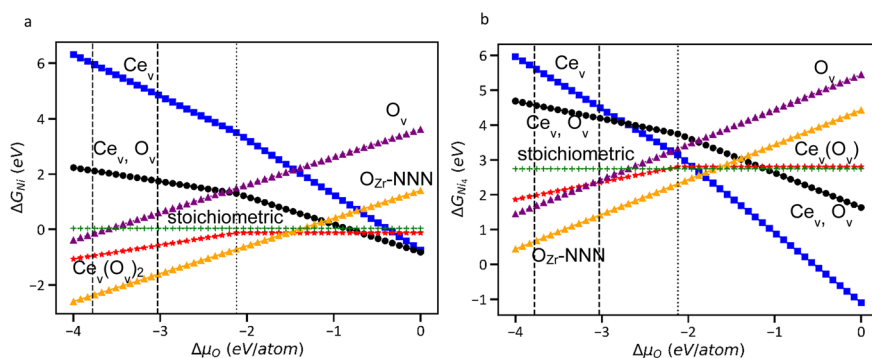 a
b
ΔG_Ni (eV)
6
4
2
0
−2
Ce_v
O_v
Ce_v, O_v
O_Zr-NNN
stoichiometric
Ce_v(O_v)_2
−4
−3
−2
−1
0
Δμ_O (eV/atom)
ΔG_Ni_4 (eV)
6
5
4
3
2
1
0
−1
Ce_v
O_v
Ce_v, O_v
Ce_v(O_v)
stoichiometric
Ce_v, O_v
O_Zr-NNN
−4
−3
−2
−1
0
Δμ_O (eV/atom)